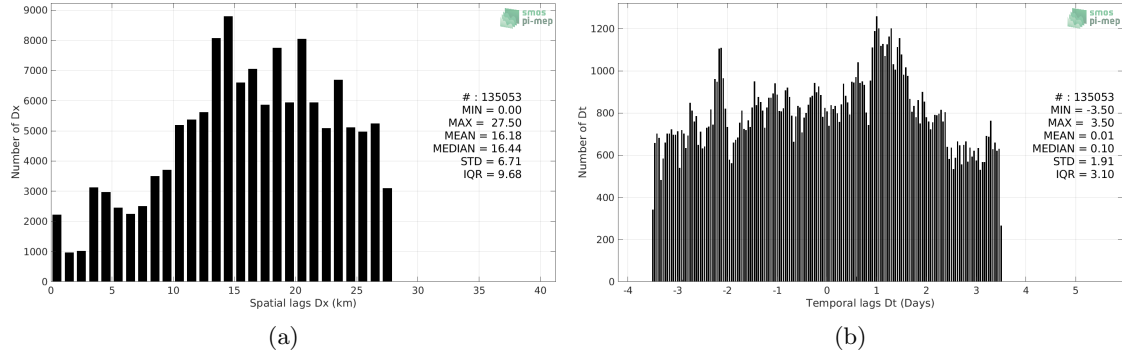 9000
8000
7000
6000
5000
4000
3000
2000
1000
0
Number of Dx
0 5 10 15 20 25 30 35 40
Spatial lags Dx (km)
smos
pi-mep
# : 135053
MIN = 0.00
MAX = 27.50
MEAN = 16.18
MEDIAN = 16.44
STD = 6.71
IQR = 9.68
(a)
1200
1000
800
600
400
200
0
Number of Dt
-4 -3 -2 -1 0 1 2 3 4 5
Temporal lags Dt (Days)
smos
pi-mep
# : 135053
MIN = -3.50
MAX = 3.50
MEAN = 0.01
MEDIAN = 0.10
STD = 1.91
IQR = 3.10
(b)